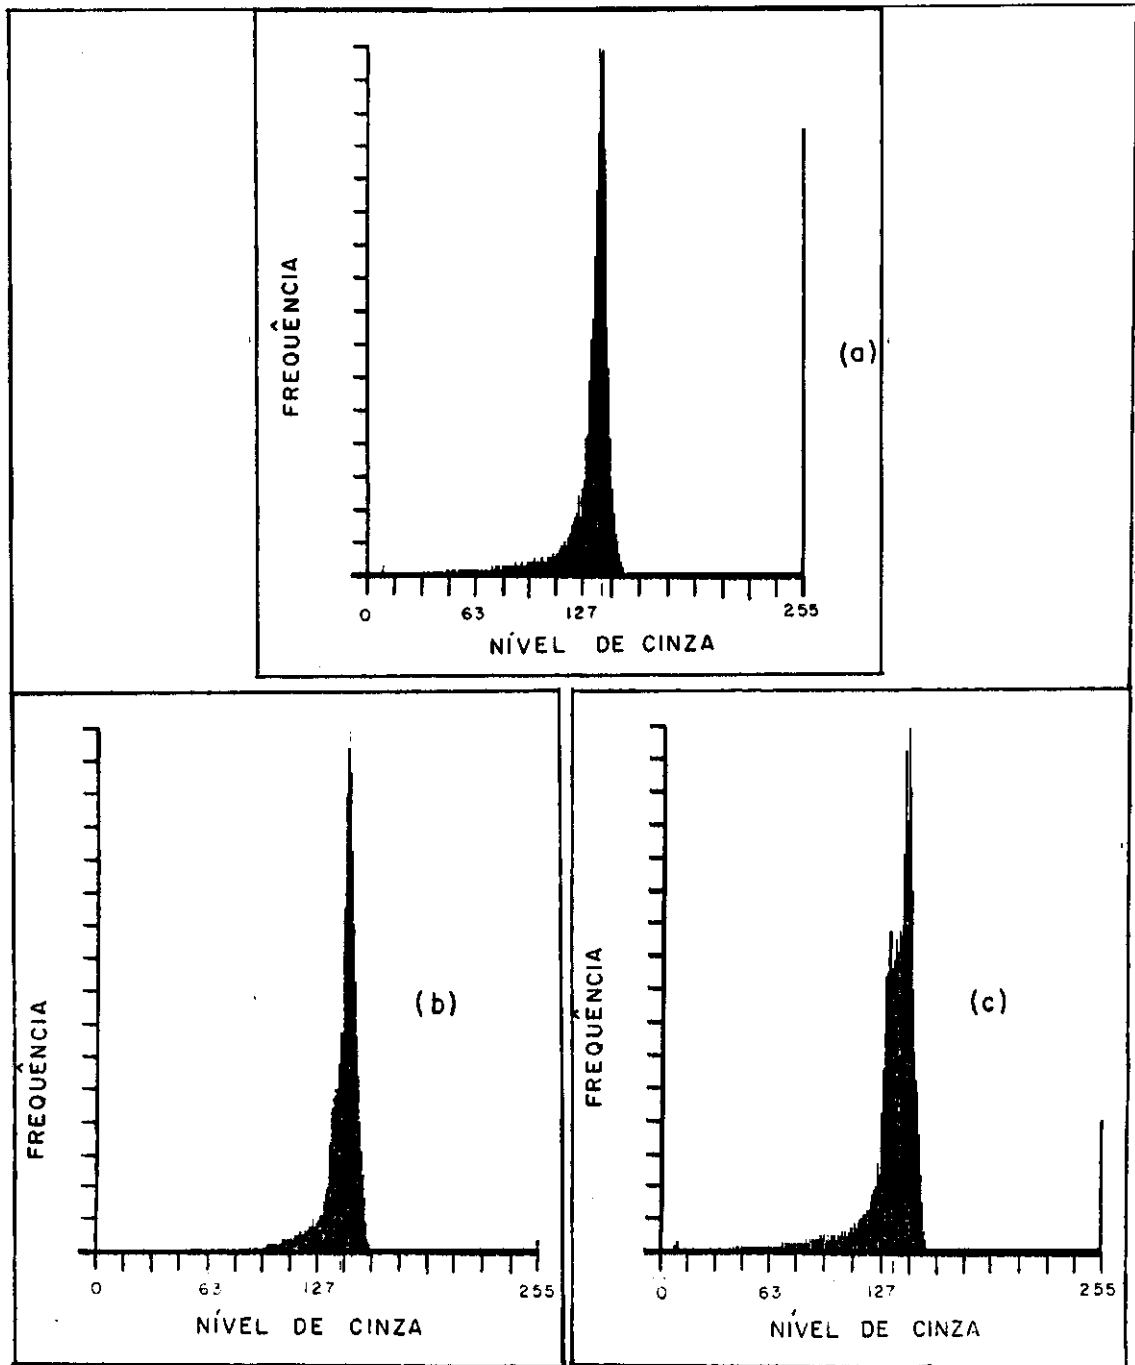 FREQUÊNCIA
(a)
0 63 127 255
NÍVEL DE CINZA
FREQUÊNCIA
(b)
0 63 127 255
NÍVEL DE CINZA
FREQUÊNCIA
(c)
0 63 127 255
NÍVEL DE CINZA